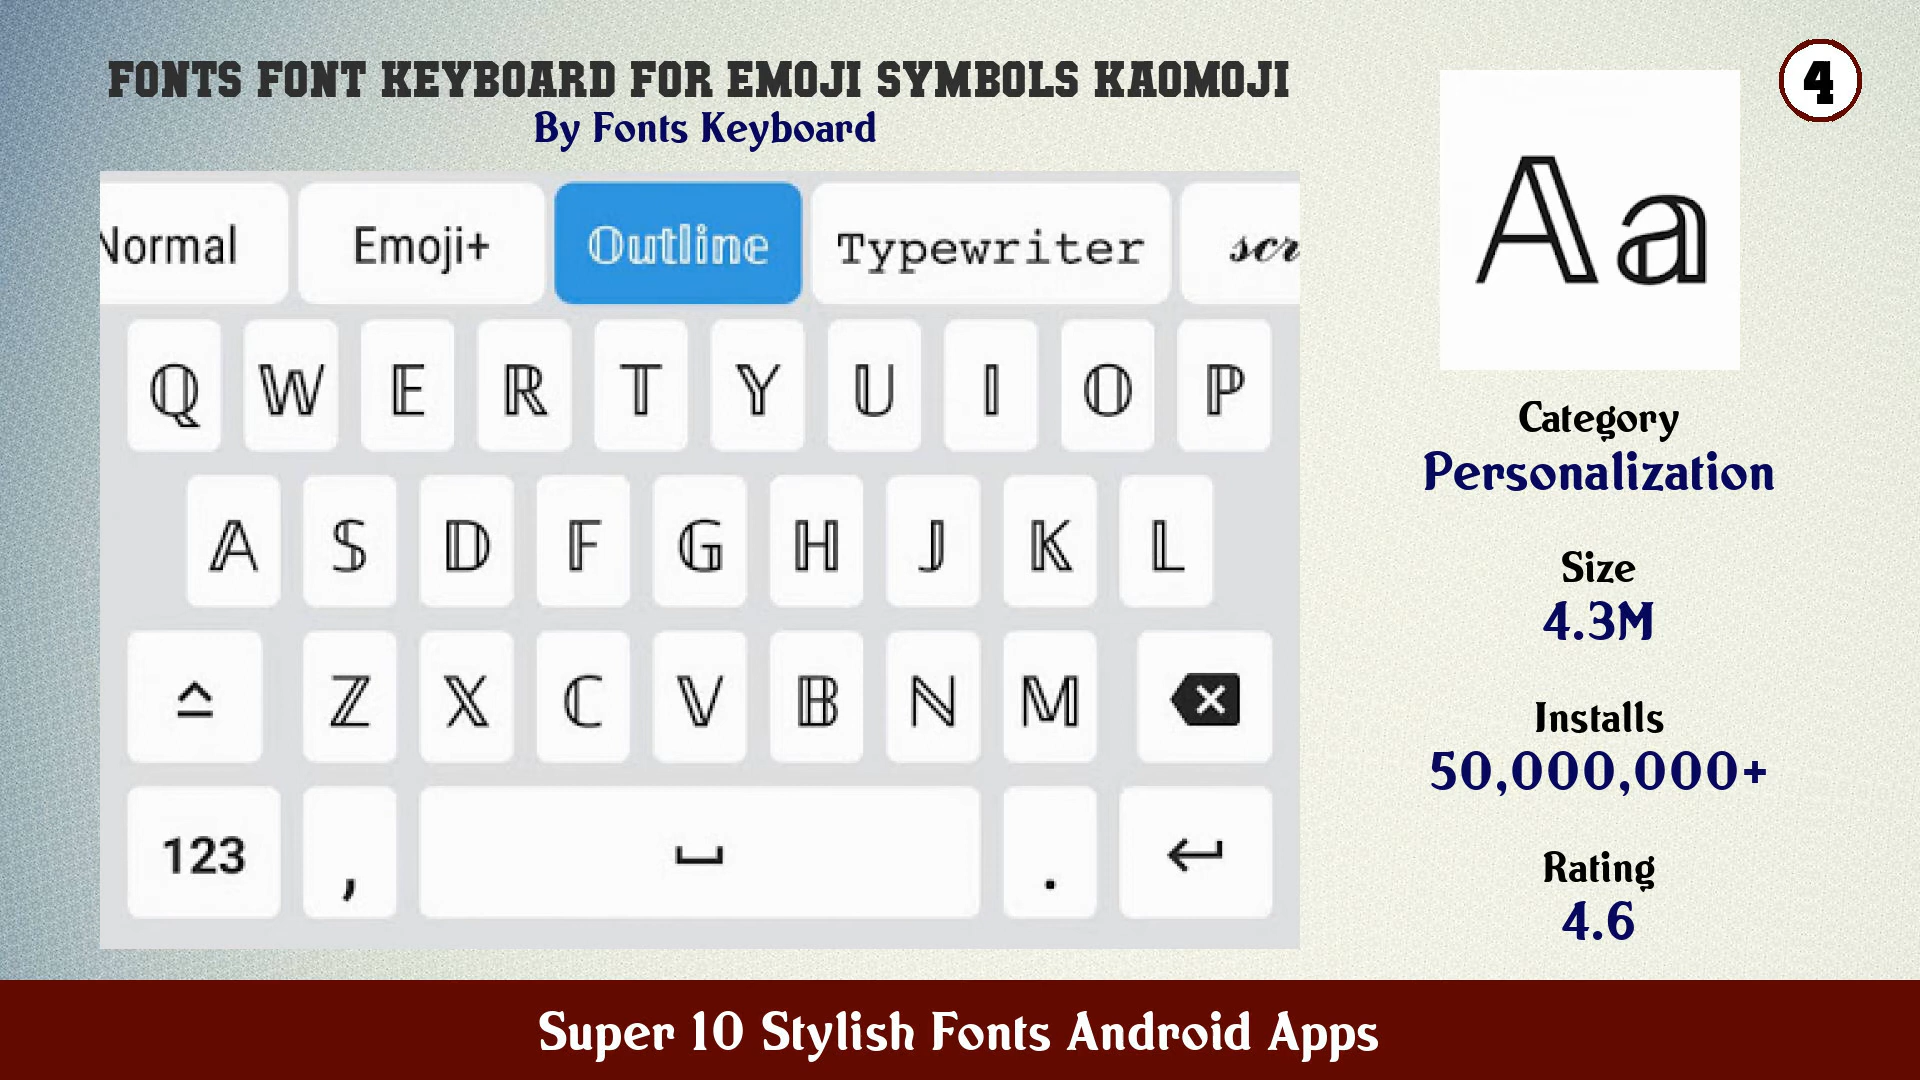 FONTS FONT KEYBOARD FOR EMOJI SYMBOLS KAOMOJI
4
By Fonts Keyboard
Normal Emoji+ Outline Typewriter scr
Q W E R T Y U I O P
A S D F G H J K L
Z X C V B N M
123 , .
Aa
Category
Personalization
Size
4.3M
Installs
50,000,000+
Rating
4.6
Super 10 Stylish Fonts Android Apps